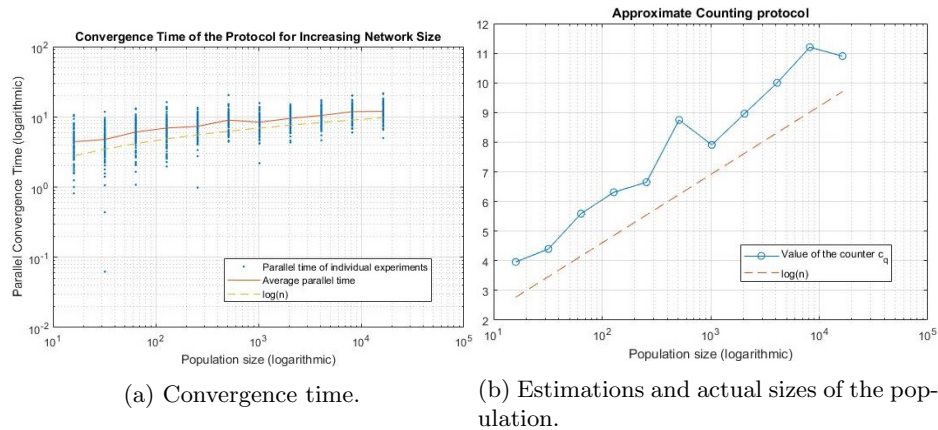 Convergence Time of the Protocol for Increasing Network Size
10^2
10^1
10^0
10^-1
10^-2
Parallel Convergence Time (logarithmic)
Parallel time of individual experiments
Average parallel time
log(n)
10^1 10^2 10^3 10^4 10^5
Population size (logarithmic)
(a) Convergence time.
Approximate Counting protocol
12
11
10
9
8
7
6
5
4
3
2
Value of the counter c_q
log(n)
10^1 10^2 10^3 10^4 10^5
Population size (logarithmic)
(b) Estimations and actual sizes of the pop-
ulation.